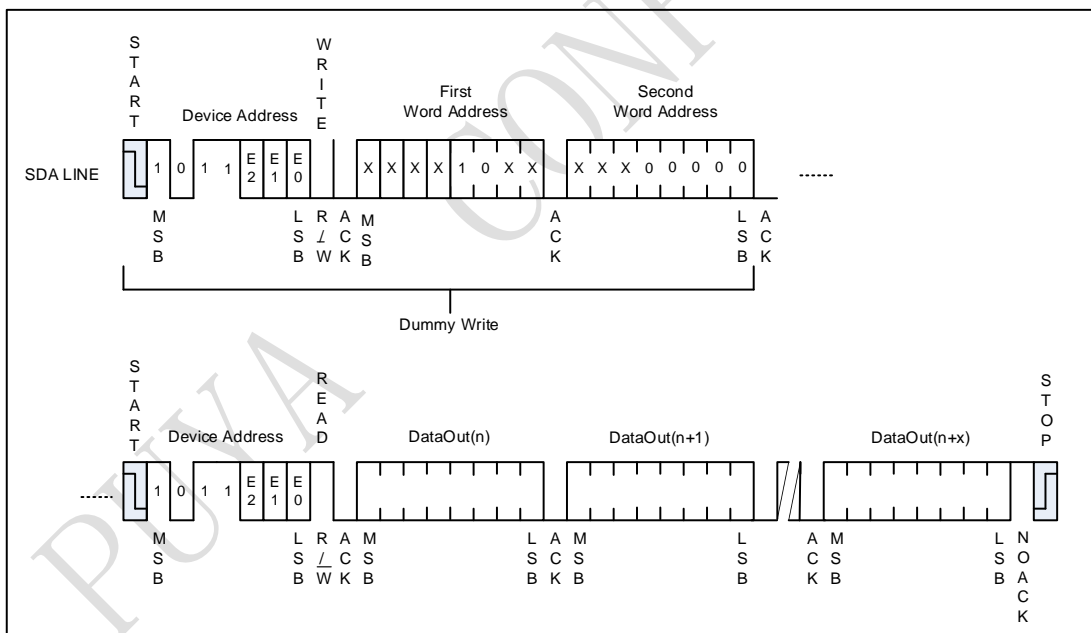 START
WRITE
Device Address
First
Word Address
Second
Word Address
SDA LINE
1 0 1 1 E2 E1 E0
X X X X 1 0 X X
X X X 0 0 0 0 0
......
MSB
LSB
R/W
ACK
MSB
ACK
LSB
ACK
Dummy Write
START
READ
STOP
Device Address
DataOut(n)
DataOut(n+1)
DataOut(n+x)
......
1 0 1 1 E2 E1 E0
MSB
LSB
R/W
ACK
MSB
LSB
ACK
MSB
LSB
ACK
MSB
LSB
NOACK
PUYA CONF